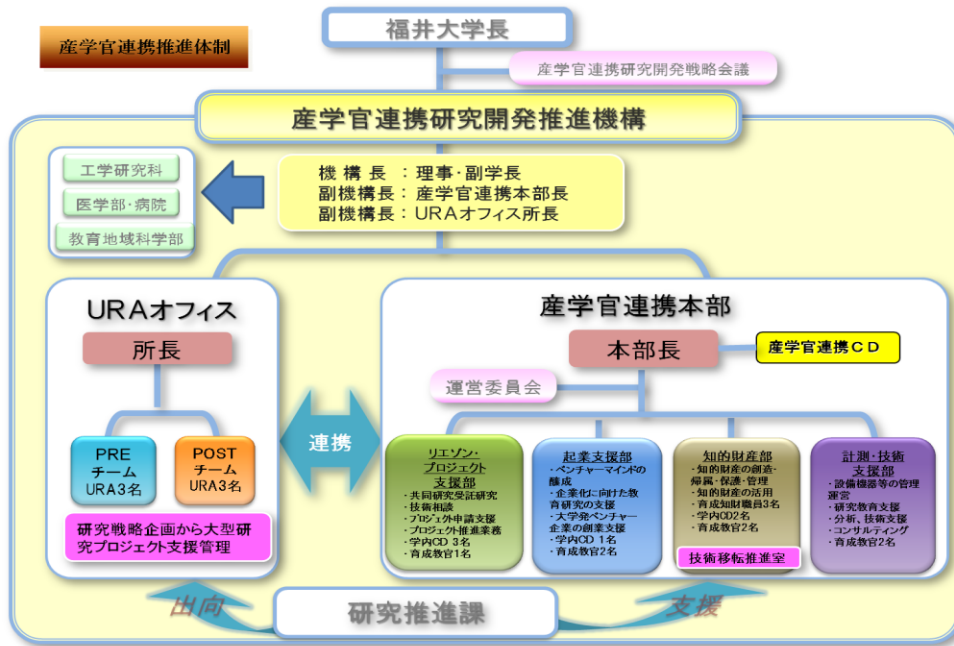 福井大学長
産学官連携推進体制
産学官連携研究開発戦略会議
産学官連携研究開発推進機構
工学研究科
医学部・病院
教育地域科学部
機 構 長 : 理事・副学長
副機構長: 産学官連携本部長
副機構長: URAオフィス所長
URAオフィス
所長
PRE
チーム
URA3名
POST
チーム
URA3名
研究戦略企画から大型研
究プロジェクト支援管理
連携
産学官連携本部
本部長
産学官連携CD
運営委員会
リエゾン・
プロジェクト
支援部
・共同研究受託研究
・技術相談
・プロジェクト申請支援
・プロジェクト推進業務
・学内CD 3名
・育成教官1名
起業支援部
・ベンチャーマインドの
醸成
・企業化に向けた教
育研究の支援
・大学発ベンチャー
企業の創業支援
・学内CD 1名
・育成教官2名
知的財産部
・知的財産の創造・
帰属・保護・管理
・知的財産の活用
・育成知財職員3名
・学内CD2名
・育成教官2名
技術移転推進室
計測・技術
支援部
・設備機器等の管理
運営
・研究教育支援
・分析、技術支援
・コンサルティング
・育成教官2名
出向
研究推進課
支援